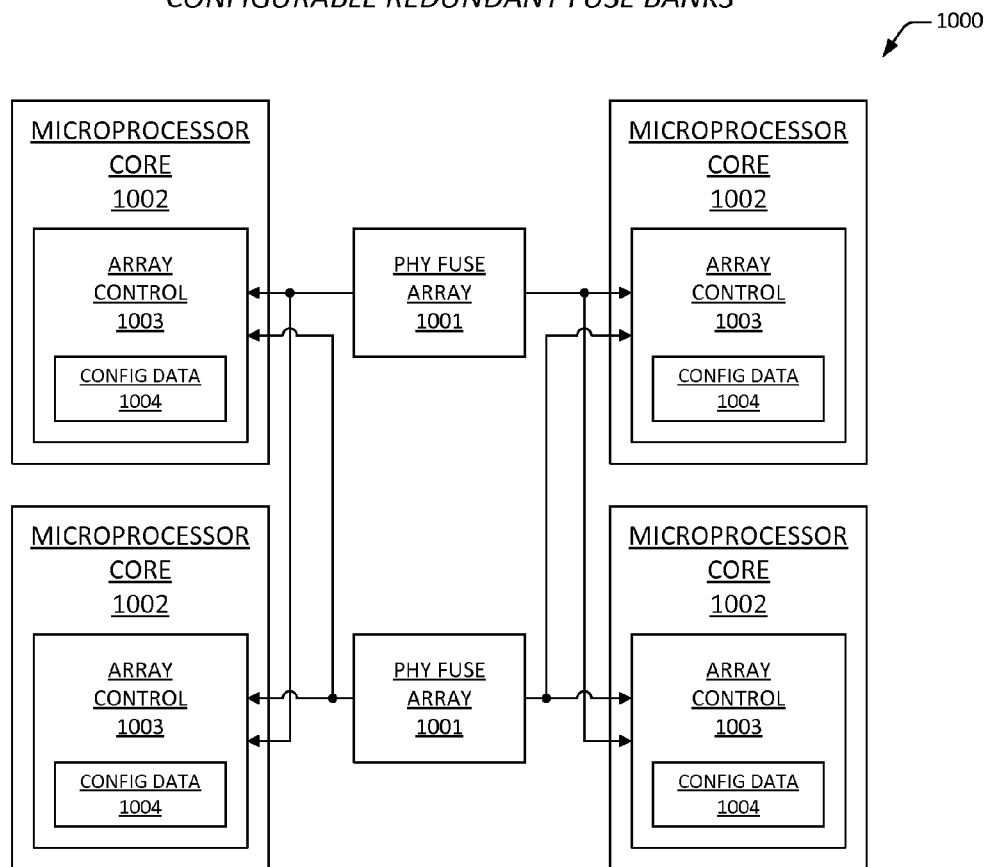 CONFIGURABLE REDUNDANT FUSE BANKS
1000
MICROPROCESSOR
CORE
1002
ARRAY
CONTROL
1003
CONFIG DATA
1004
PHY FUSE
ARRAY
1001
MICROPROCESSOR
CORE
1002
ARRAY
CONTROL
1003
CONFIG DATA
1004
MICROPROCESSOR
CORE
1002
ARRAY
CONTROL
1003
CONFIG DATA
1004
PHY FUSE
ARRAY
1001
MICROPROCESSOR
CORE
1002
ARRAY
CONTROL
1003
CONFIG DATA
1004